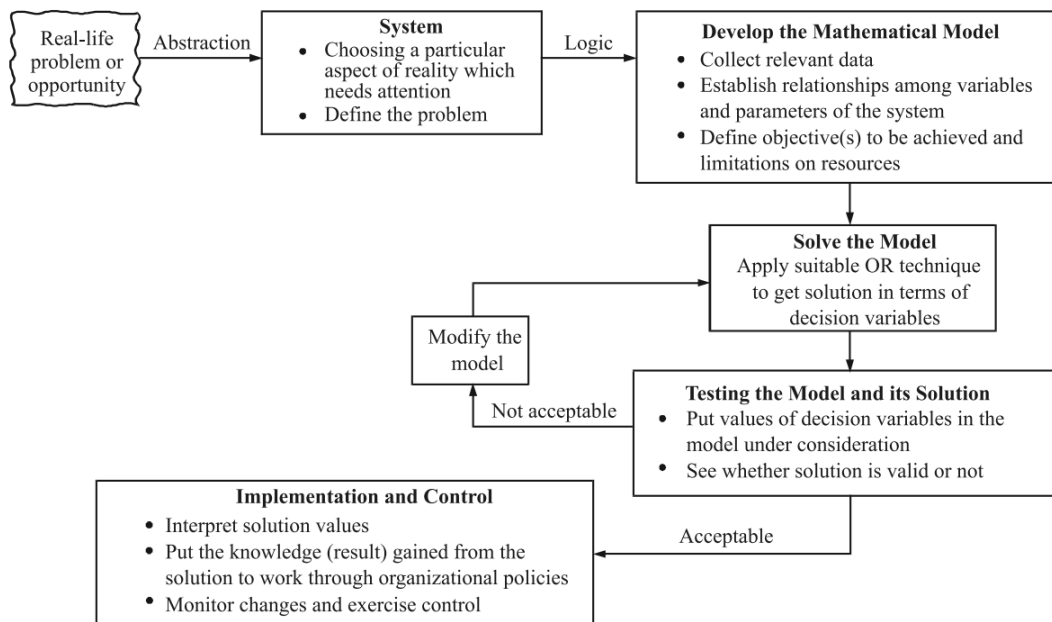 Real-life
problem or
opportunity
Abstraction
System
• Choosing a particular
aspect of reality which
needs attention
• Define the problem
Logic
Develop the Mathematical Model
• Collect relevant data
• Establish relationships among variables
and parameters of the system
• Define objective(s) to be achieved and
limitations on resources
Solve the Model
Apply suitable OR technique
to get solution in terms of
decision variables
Modify the
model
Not acceptable
Testing the Model and its Solution
• Put values of decision variables in the
model under consideration
• See whether solution is valid or not
Acceptable
Implementation and Control
• Interpret solution values
• Put the knowledge (result) gained from the
solution to work through organizational policies
• Monitor changes and exercise control